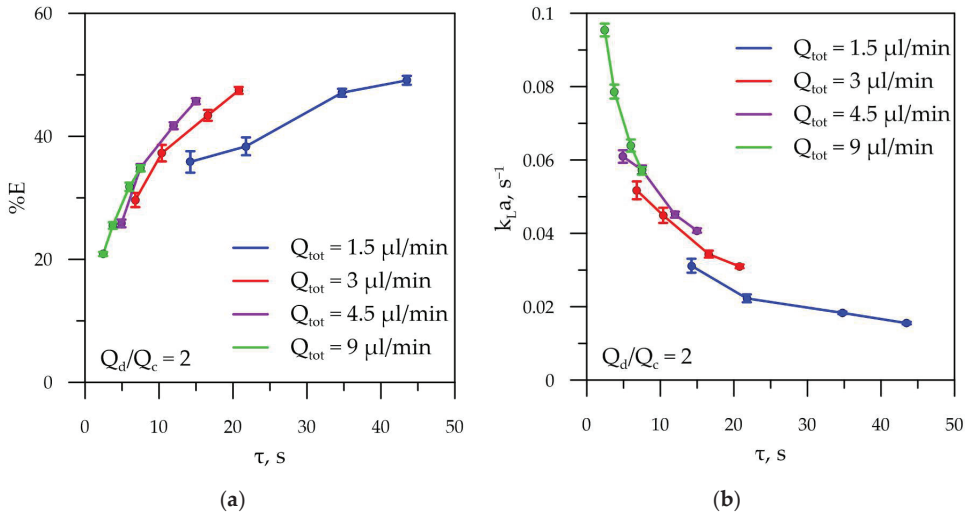 60
40
20
0
%E
0
10
20
30
40
50
τ, s
Q_tot = 1.5 µl/min
Q_tot = 3 µl/min
Q_tot = 4.5 µl/min
Q_tot = 9 µl/min
Q_d/Q_c = 2
(a)
0.1
0.08
0.06
0.04
0.02
0
k_La, s⁻¹
0
10
20
30
40
50
τ, s
Q_tot = 1.5 µl/min
Q_tot = 3 µl/min
Q_tot = 4.5 µl/min
Q_tot = 9 µl/min
Q_d/Q_c = 2
(b)